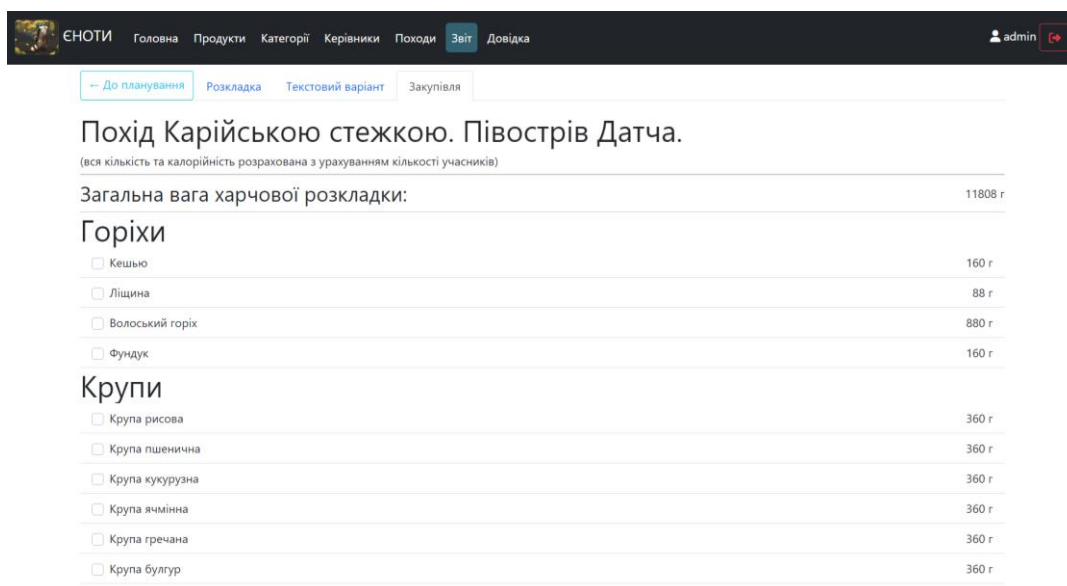 ЄНОТИ Головна Продукти Категорії Керівники Походи Звіт Довідка admin
← До планування Розкладка Текстовий варіант Закупівля
Похід Карійською стежкою. Півострів Датча.
(вся кількість та калорійність розрахована з урахуванням кількості учасників)
Загальна вага харчової розкладки: 11808 г
Горіхи
Кешью 160 г
Ліщина 88 г
Волоський горіх 880 г
Фундук 160 г
Крупи
Крупа рисова 360 г
Крупа пшенична 360 г
Крупа кукурузна 360 г
Крупа ячмінна 360 г
Крупа гречана 360 г
Крупа булгур 360 г